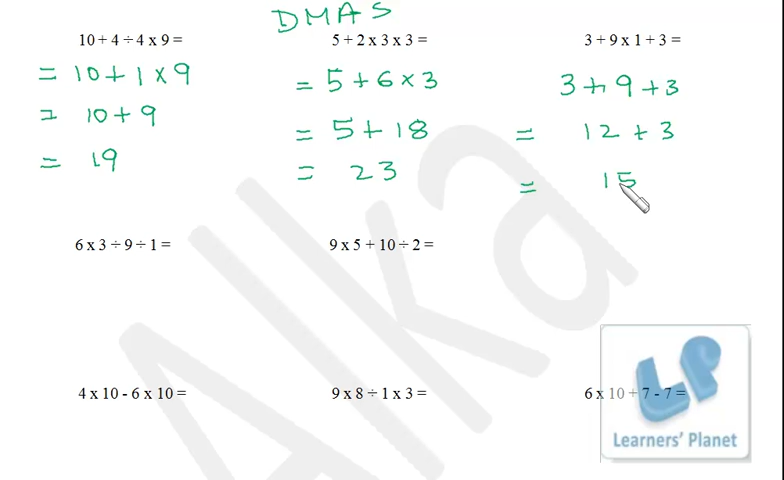 DMAS
10 + 4 ÷ 4 x 9 =
= 10 + 1 × 9
= 10 + 9
= 19
5 + 2 x 3 x 3 =
= 5 + 6 × 3
= 5 + 18
= 23
3 + 9 x 1 + 3 =
3 + 9 + 3
= 12 + 3
= 15
6 x 3 ÷ 9 ÷ 1 =
9 x 5 + 10 ÷ 2 =
4 x 10 - 6 x 10 =
9 x 8 ÷ 1 x 3 =
6 x 10 + 7 - 7 =
Alka
LP
Learners' Planet